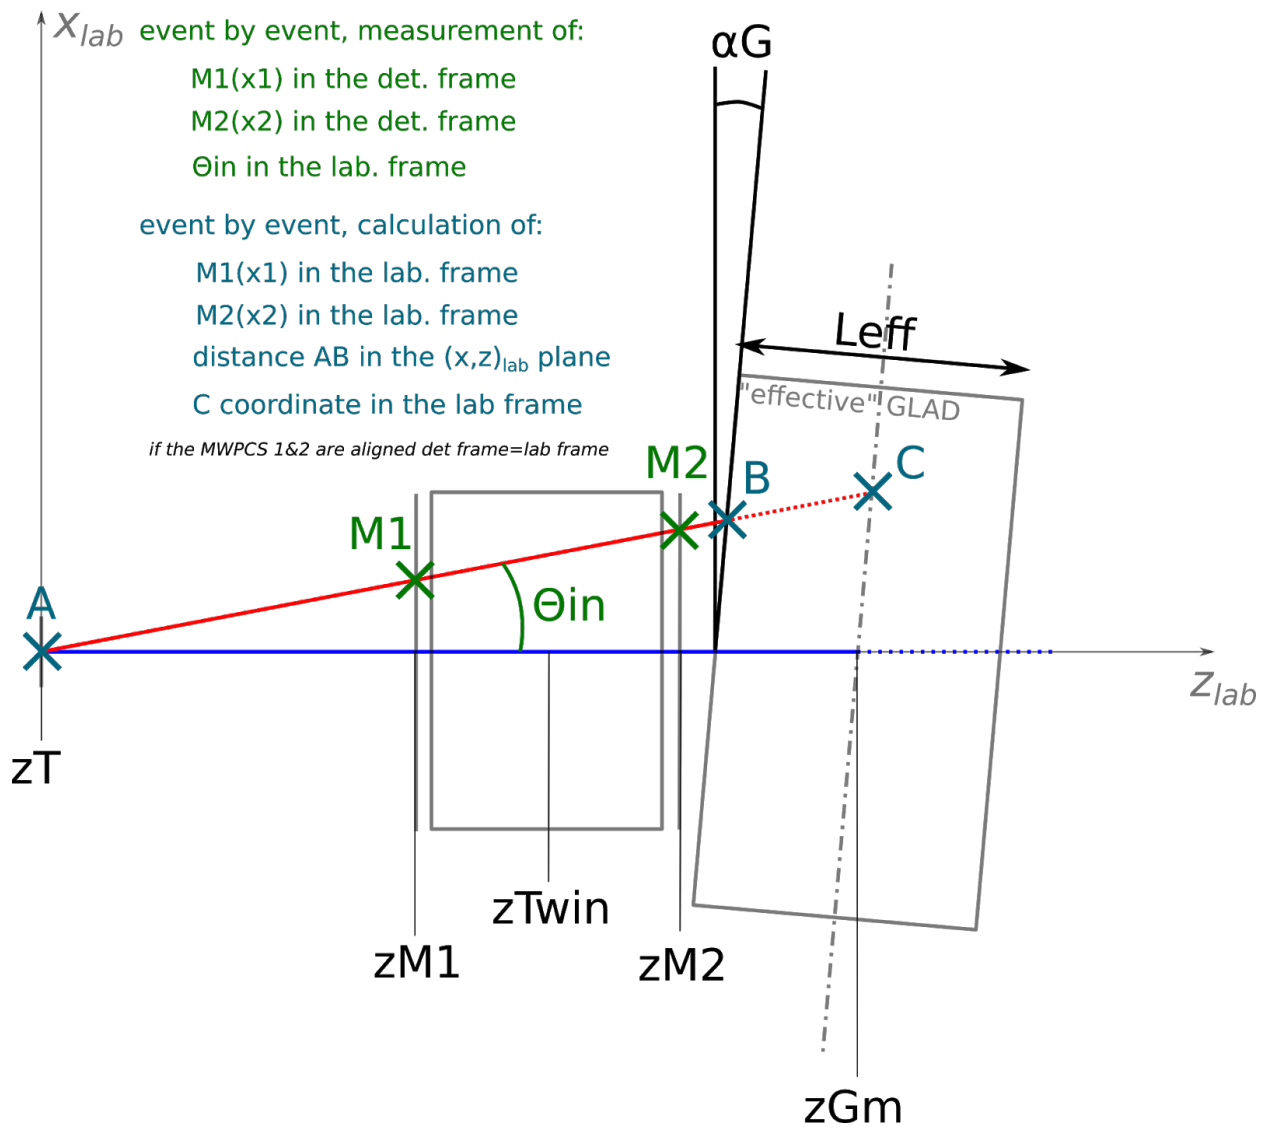 x_lab
event by event, measurement of:
αG
M1(x1) in the det. frame
M2(x2) in the det. frame
Θin in the lab. frame
event by event, calculation of:
M1(x1) in the lab. frame
M2(x2) in the lab. frame
distance AB in the (x,z)lab plane
C coordinate in the lab frame
if the MWPCS 1&2 are aligned det frame=lab frame
Leff
"effective" GLAD
M2
B
C
M1
A
Θin
z_lab
zT
zTwin
zM1
zM2
zGm